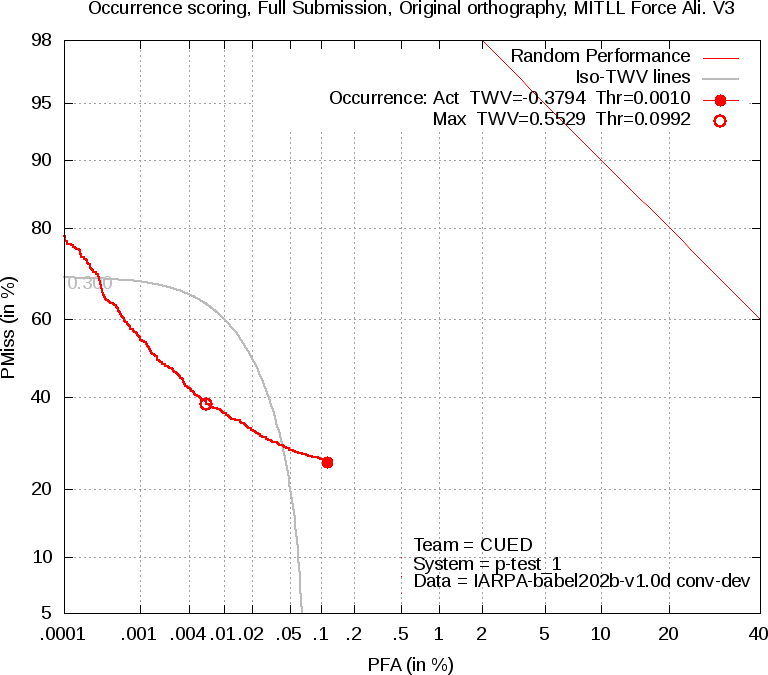 Occurrence scoring, Full Submission, Original orthography, MITLL Force Ali. V3
Random Performance
Iso-TWV lines
Occurrence: Act TWV=-0.3794 Thr=0.0010
Max TWV=0.5529 Thr=0.0992
98
95
90
80
60
40
20
10
5
PMiss (in %)
0.300
Team = CUED
System = p-test_1
Data = IARPA-babel202b-v1.0d conv-dev
.0001 .001 .004 .01 .02 .05 .1 .2 .5 1 2 5 10 20 40
PFA (in %)